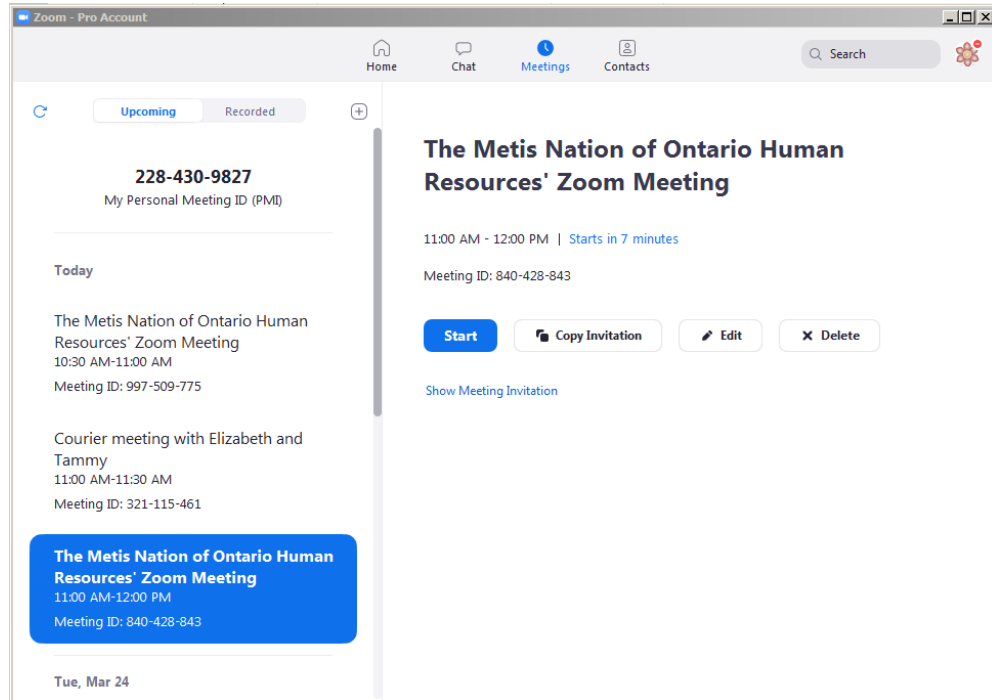 Zoom - Pro Account
Home
Chat
Meetings
Contacts
Search
Upcoming
Recorded
228-430-9827
My Personal Meeting ID (PMI)
Today
The Metis Nation of Ontario Human
Resources' Zoom Meeting
10:30 AM-11:00 AM
Meeting ID: 997-509-775
Courier meeting with Elizabeth and
Tammy
11:00 AM-11:30 AM
Meeting ID: 321-115-461
The Metis Nation of Ontario Human
Resources' Zoom Meeting
11:00 AM-12:00 PM
Meeting ID: 840-428-843
Tue, Mar 24
The Metis Nation of Ontario Human
Resources' Zoom Meeting
11:00 AM - 12:00 PM | Starts in 7 minutes
Meeting ID: 840-428-843
Start
Copy Invitation
Edit
Delete
Show Meeting Invitation